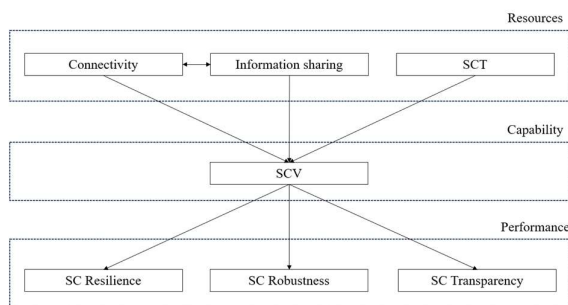 Resources
Connectivity
Information sharing
SCT
Capability
SCV
Performance
SC Resilience
SC Robustness
SC Transparency